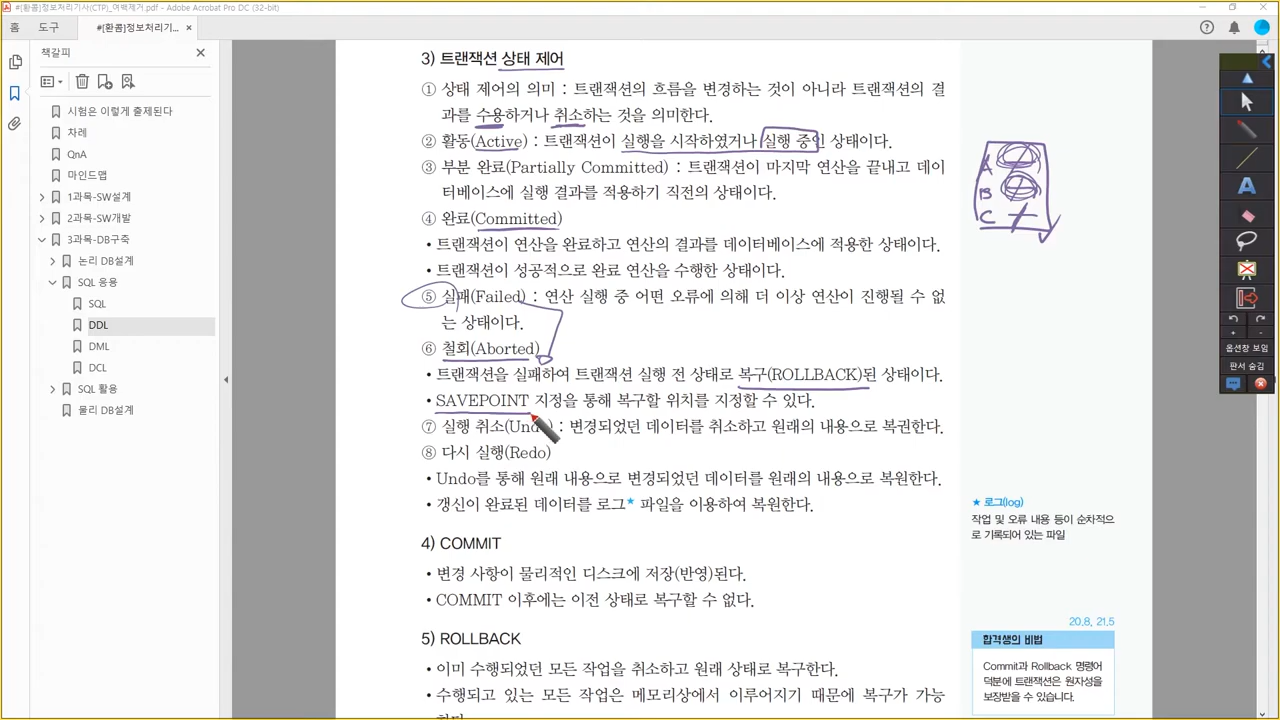 #[환콤]정보처리기사(CTP)_여백제거.pdf - Adobe Acrobat Pro DC (32-bit)
홈
도구
#[환콤]정보처리기...
책갈피
시험은 이렇게 출제된다
차례
QnA
마인드맵
1과목-SW설계
2과목-SW개발
3과목-DB구축
논리 DB설계
SQL 응용
SQL
DDL
DML
DCL
SQL 활용
물리 DB설계
3) 트랜잭션 상태 제어
① 상태 제어의 의미 : 트랜잭션의 흐름을 변경하는 것이 아니라 트랜잭션의 결
과를 수용하거나 취소하는 것을 의미한다.
② 활동(Active) : 트랜잭션이 실행을 시작하였거나 실행 중인 상태이다.
③ 부분 완료(Partially Committed) : 트랜잭션이 마지막 연산을 끝내고 데이
터베이스에 실행 결과를 적용하기 직전의 상태이다.
④ 완료(Committed)
• 트랜잭션이 연산을 완료하고 연산의 결과를 데이터베이스에 적용한 상태이다.
• 트랜잭션이 성공적으로 완료 연산을 수행한 상태이다.
⑤ 실패(Failed) : 연산 실행 중 어떤 오류에 의해 더 이상 연산이 진행될 수 없
는 상태이다.
⑥ 철회(Aborted)
• 트랜잭션을 실패하여 트랜잭션 실행 전 상태로 복구(ROLLBACK)된 상태이다.
• SAVEPOINT 지정을 통해 복구할 위치를 지정할 수 있다.
⑦ 실행 취소(Undo) : 변경되었던 데이터를 취소하고 원래의 내용으로 복권한다.
⑧ 다시 실행(Redo)
• Undo를 통해 원래 내용으로 변경되었던 데이터를 원래의 내용으로 복원한다.
• 갱신이 완료된 데이터를 로그★ 파일을 이용하여 복원한다.
4) COMMIT
• 변경 사항이 물리적인 디스크에 저장(반영)된다.
• COMMIT 이후에는 이전 상태로 복구할 수 없다.
5) ROLLBACK
• 이미 수행되었던 모든 작업을 취소하고 원래 상태로 복구한다.
• 수행되고 있는 모든 작업은 메모리상에서 이루어지기 때문에 복구가 가능
하다.
A
B
C
★ 로그(log)
작업 및 오류 내용 등이 순차적으
로 기록되어 있는 파일
20.8, 21.5
합격생의 비법
Commit과 Rollback 명령어
덕분에 트랜잭션은 원자성을
보장받을 수 있습니다.
옵션창 보임
판서 숨김